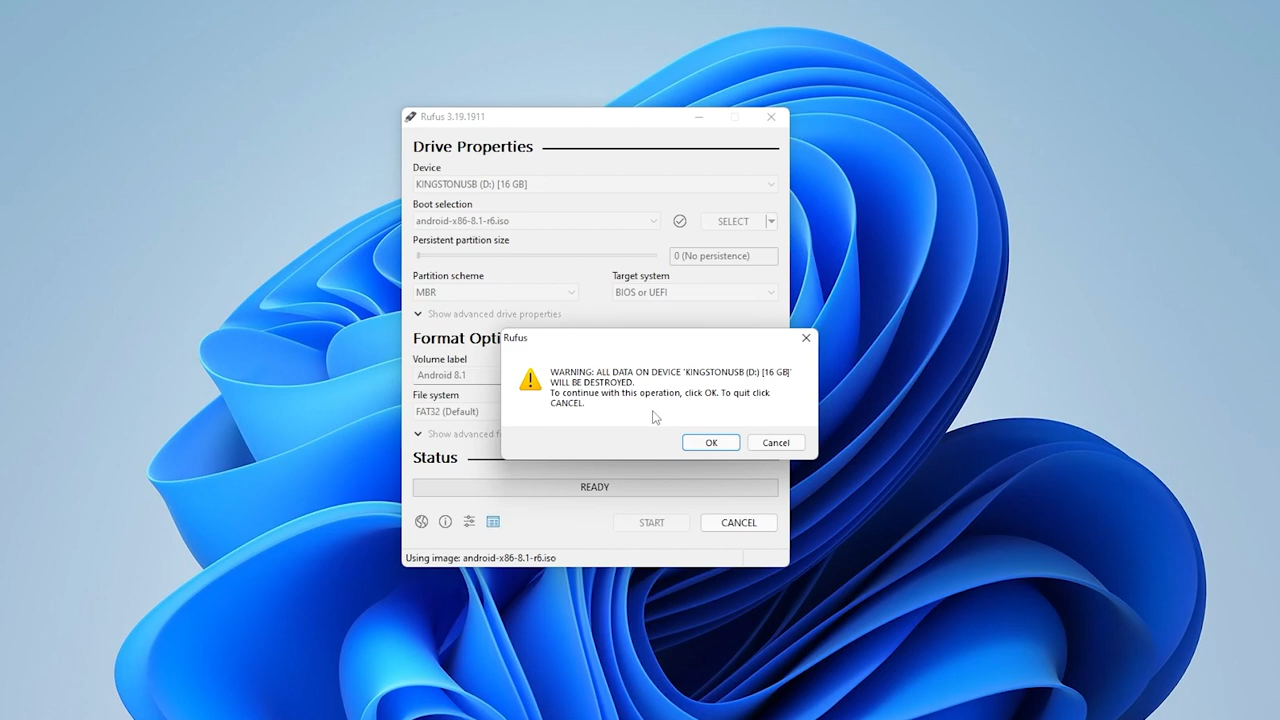 Rufus 3.19.1911
Drive Properties
Device
KINGSTONUSB (D:) [16 GB]
Boot selection
android-x86-8.1-r6.iso
SELECT
Persistent partition size
0 (No persistence)
Partition scheme
Target system
MBR
BIOS or UEFI
Show advanced drive properties
Format Opti
Volume label
Android 8.1
File system
FAT32 (Default)
Show advanced f
Rufus
WARNING: ALL DATA ON DEVICE 'KINGSTONUSB (D:) [16 GB]'
WILL BE DESTROYED.
To continue with this operation, click OK. To quit click
CANCEL.
OK
Cancel
Status
READY
START
CANCEL
Using image: android-x86-8.1-r6.iso